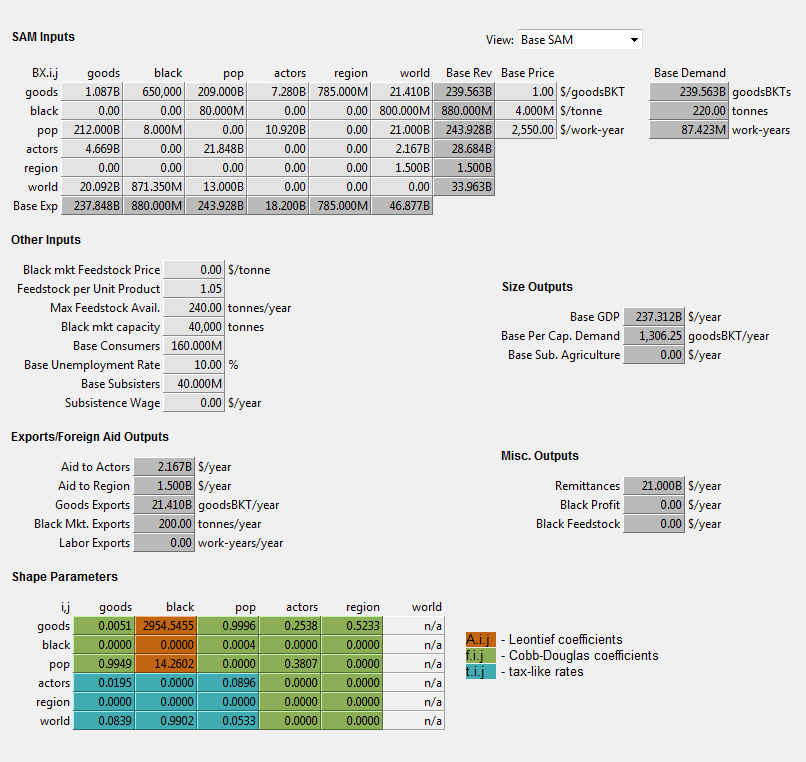 SAM Inputs
View: Base SAM
BX.i.j goods black pop actors region world Base Rev Base Price Base Demand
goods 1.087B 650,000 209.000B 7.280B 785.000M 21.410B 239.563B 1.00 $/goodsBKT 239.563B goodsBKTs
black 0.00 0.00 80.000M 0.00 0.00 800.000M 880.000M 4.000M $/tonne 220.00 tonnes
pop 212.000B 8.000M 0.00 10.920B 0.00 21.000B 243.928B 2,550.00 $/work-year 87.423M work-years
actors 4.669B 0.00 21.848B 0.00 0.00 2.167B 28.684B
region 0.00 0.00 0.00 0.00 0.00 1.500B 1.500B
world 20.092B 871.350M 13.000B 0.00 0.00 0.00 33.963B
Base Exp 237.848B 880.000M 243.928B 18.200B 785.000M 46.877B
Other Inputs
Black mkt Feedstock Price 0.00 $/tonne
Feedstock per Unit Product 1.05
Max Feedstock Avail. 240.00 tonnes/year
Black mkt capacity 40,000 tonnes
Base Consumers 160.000M
Base Unemployment Rate 10.00 %
Base Subsisters 40.000M
Subsistence Wage 0.00 $/year
Size Outputs
Base GDP 237.312B $/year
Base Per Cap. Demand 1,306.25 goodsBKT/year
Base Sub. Agriculture 0.00 $/year
Exports/Foreign Aid Outputs
Aid to Actors 2.167B $/year
Aid to Region 1.500B $/year
Goods Exports 21.410B goodsBKT/year
Black Mkt. Exports 200.00 tonnes/year
Labor Exports 0.00 work-years/year
Misc. Outputs
Remittances 21.000B $/year
Black Profit 0.00 $/year
Black Feedstock 0.00 $/year
Shape Parameters
i,j goods black pop actors region world
goods 0.0051 2954.5455 0.9996 0.2538 0.5233 n/a
black 0.0000 0.0000 0.0004 0.0000 0.0000 n/a
pop 0.9949 14.2602 0.0000 0.3807 0.0000 n/a
actors 0.0195 0.0000 0.0896 0.0000 0.0000 n/a
region 0.0000 0.0000 0.0000 0.0000 0.0000 n/a
world 0.0839 0.9902 0.0533 0.0000 0.0000 n/a
A.i.j - Leontief coefficients
f.i.j - Cobb-Douglas coefficients
t.i.j - tax-like rates